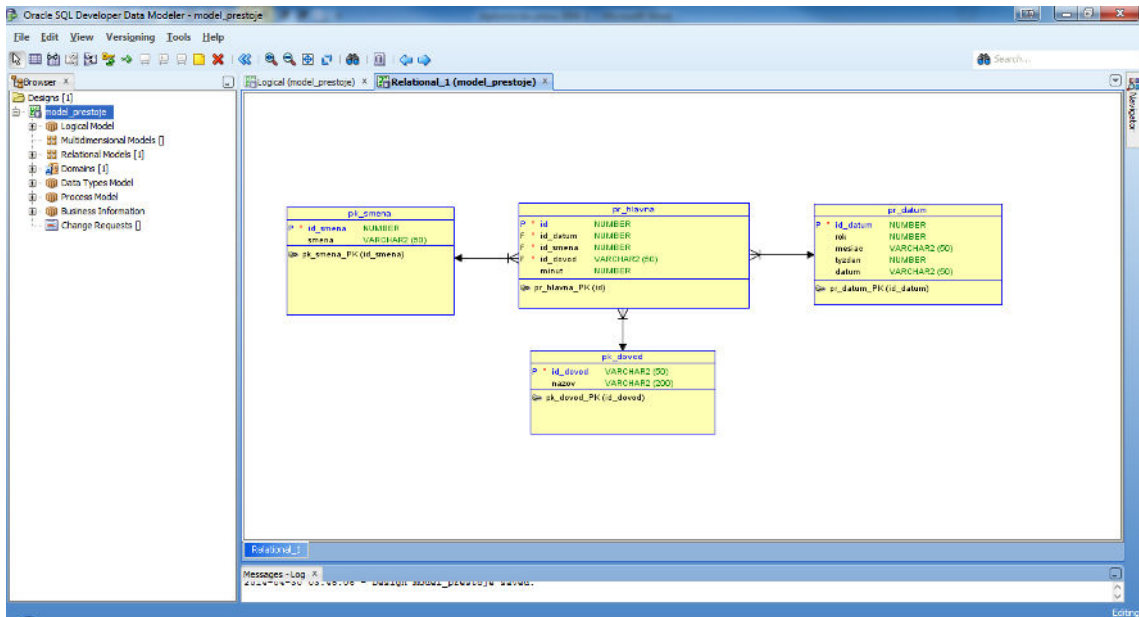 Oracle SQL Developer Data Modeler - model_prestoje
File Edit View Versioning Tools Help
Search...
Browser
Logical (model_prestoje)
Relational_1 (model_prestoje)
Designs [1]
model_prestoje
Logical Model
Multidimensional Models []
Relational Models [1]
Domains [1]
Data Types Model
Process Model
Business Information
Change Requests []
Navigator
pk_smena
P * id_smena NUMBER
smena VARCHAR2 (50)
pk_smena_PK (id_smena)
pr_hlavna
P * id NUMBER
F * id_datum NUMBER
F * id_smena NUMBER
F * id_dovod VARCHAR2 (50)
minut NUMBER
pr_hlavna_PK (id)
pr_datum
P * id_datum NUMBER
rok NUMBER
mesiac VARCHAR2 (50)
tyzden NUMBER
datum VARCHAR2 (50)
pr_datum_PK (id_datum)
pk_dovod
P * id_dovod VARCHAR2 (50)
nazov VARCHAR2 (200)
pk_dovod_PK (id_dovod)
Relational_1
Messages - Log
Design model_prestoje saved.
Editing